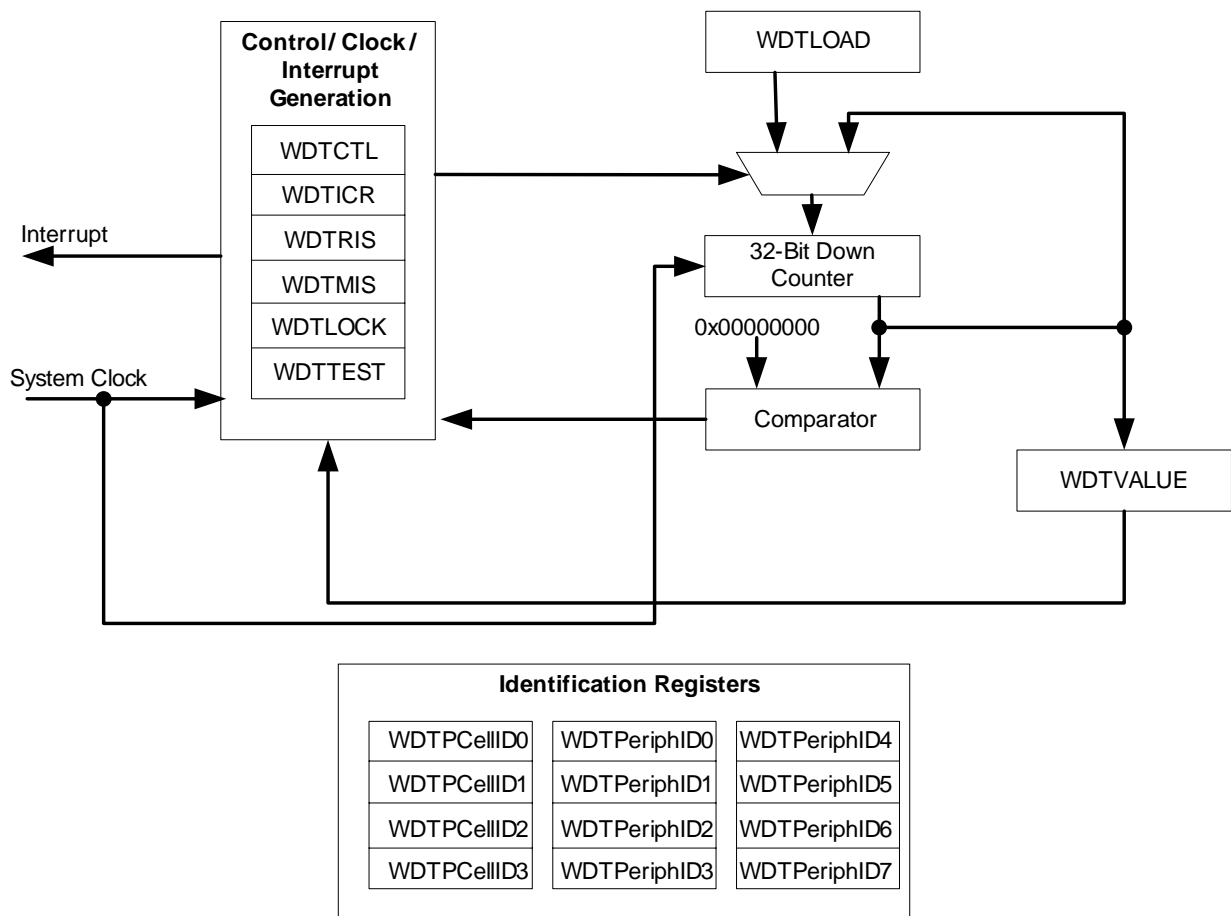 Control/ Clock/
Interrupt
Generation
WDTCTL
WDTICR
WDTRIS
WDTMIS
WDTLOCK
WDTTEST
Interrupt
System Clock
WDTLOAD
32-Bit Down
Counter
0x00000000
Comparator
WDTVALUE
Identification Registers
WDTPCellID0
WDTPeriphID0
WDTPeriphID4
WDTPCellID1
WDTPeriphID1
WDTPeriphID5
WDTPCellID2
WDTPeriphID2
WDTPeriphID6
WDTPCellID3
WDTPeriphID3
WDTPeriphID7